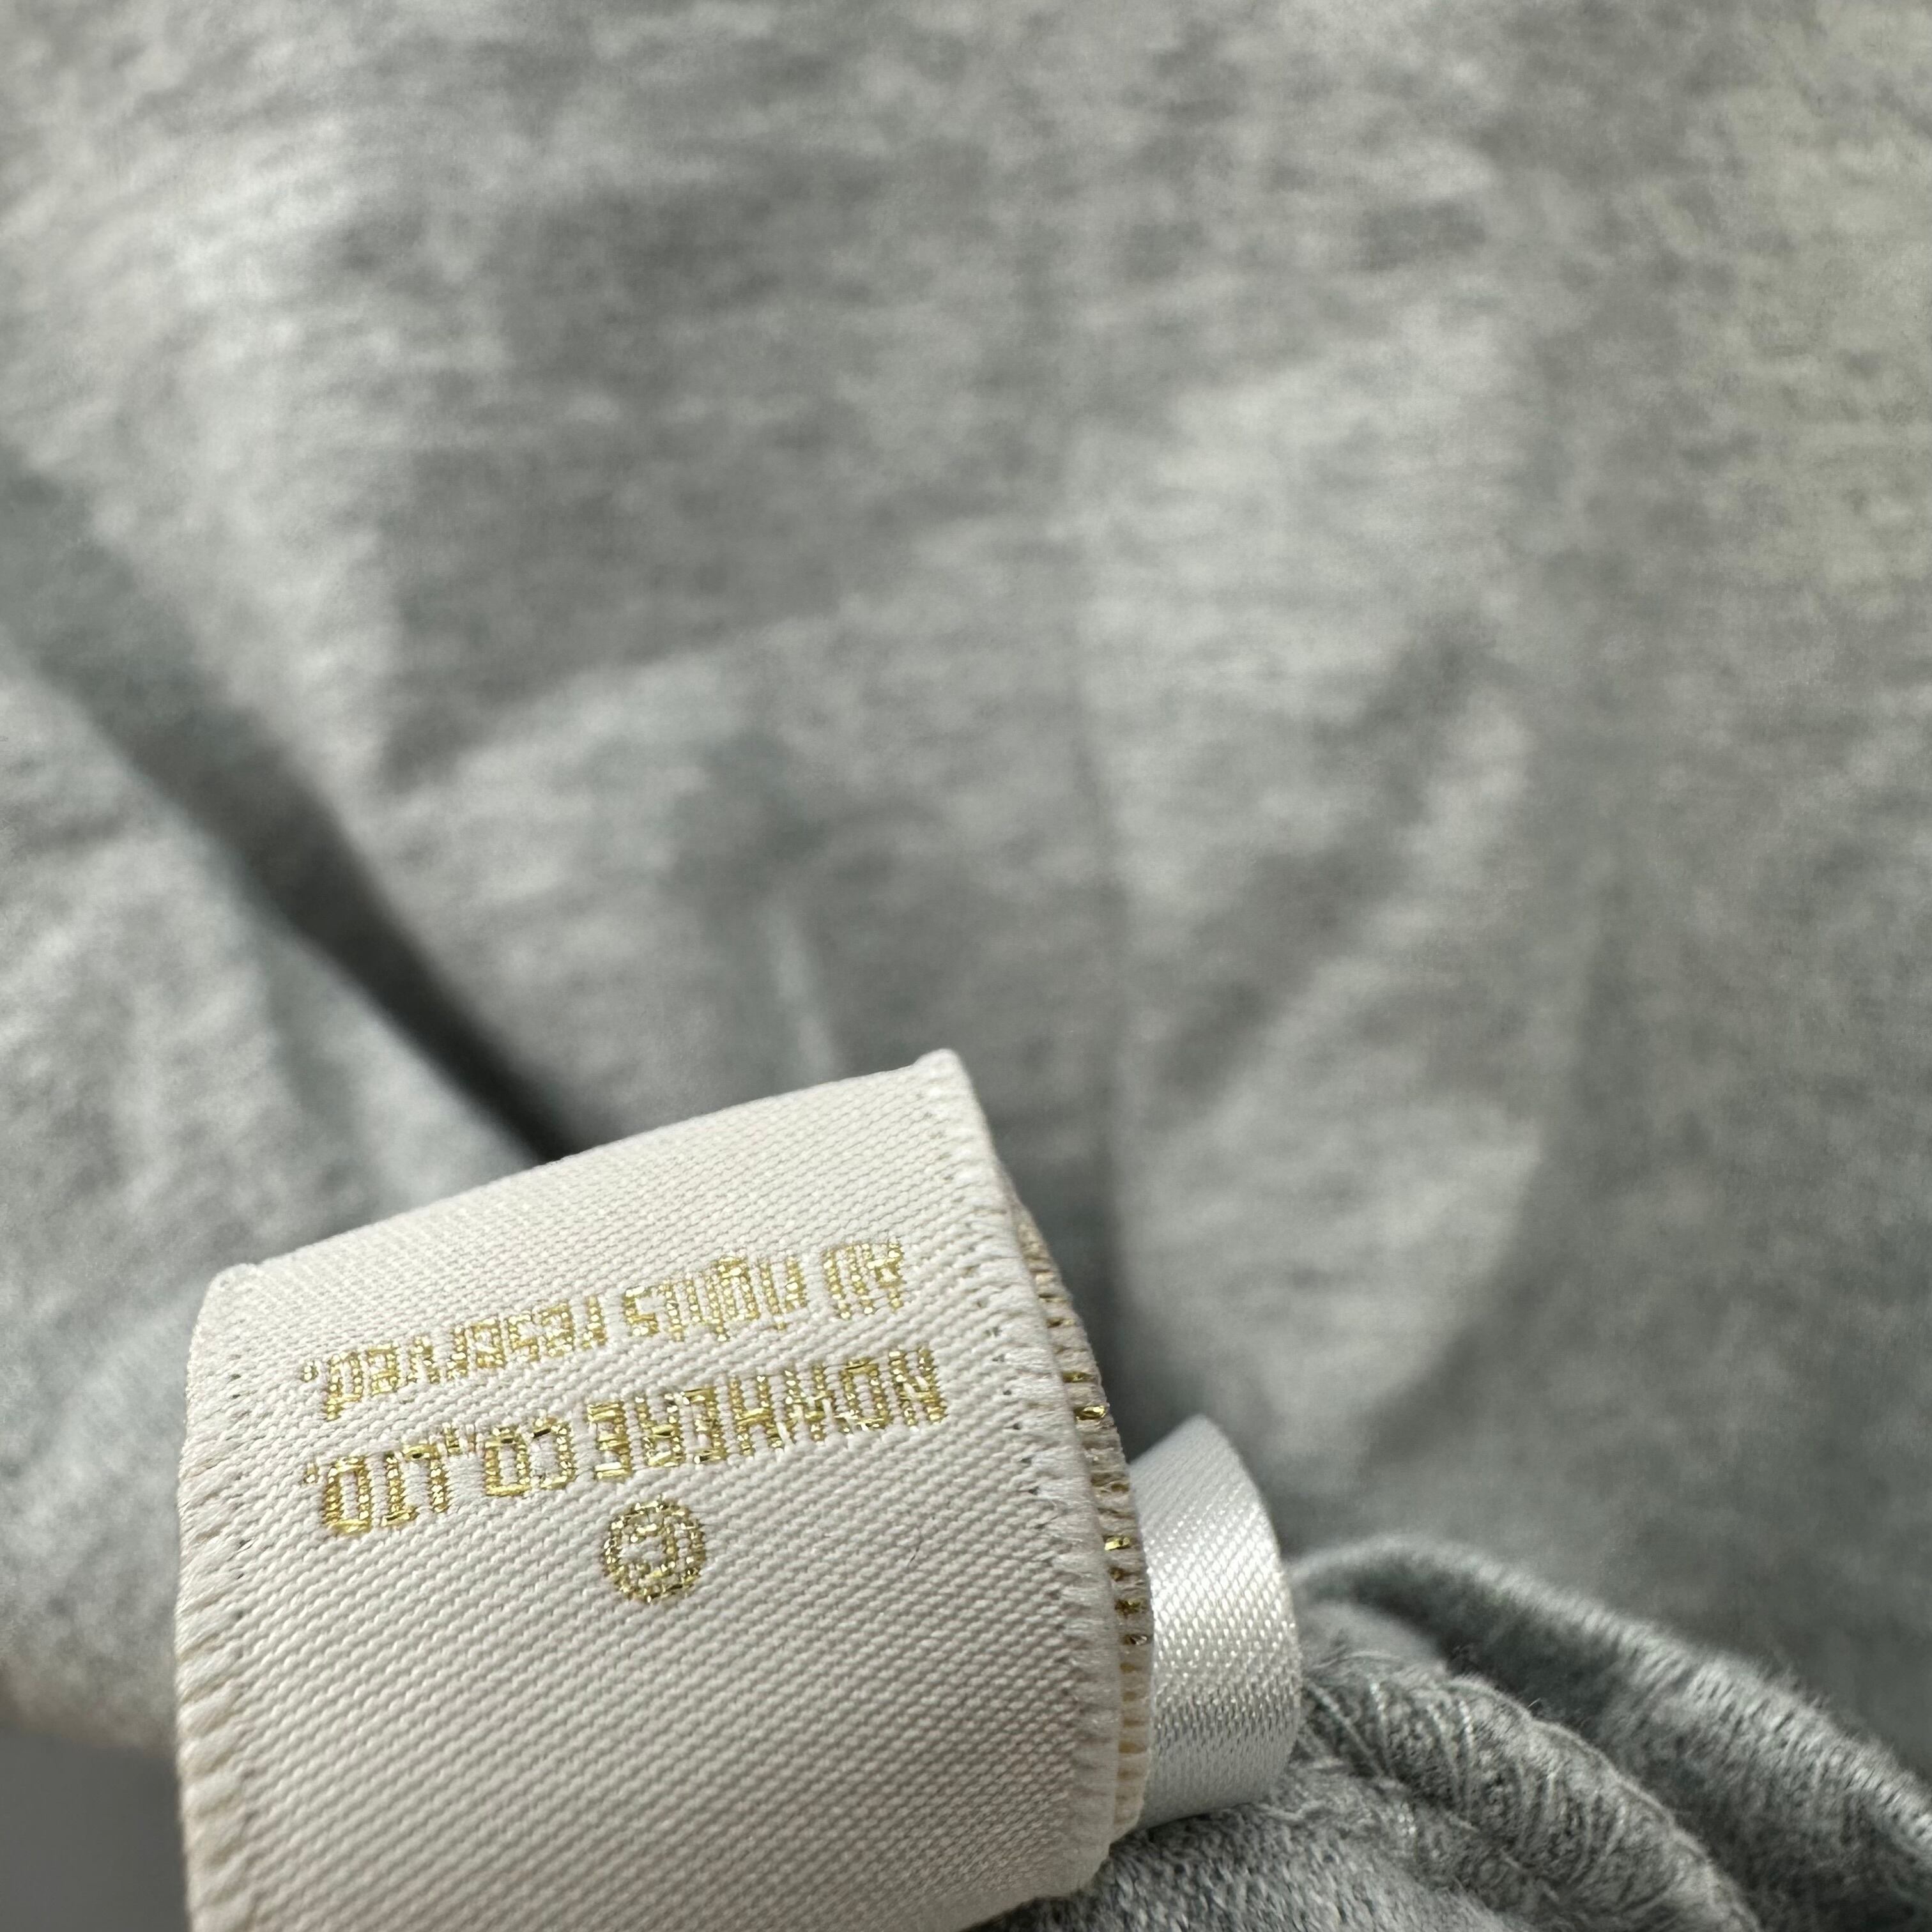 ©
NOWHERE CO.,LTD.
All rights reserved.